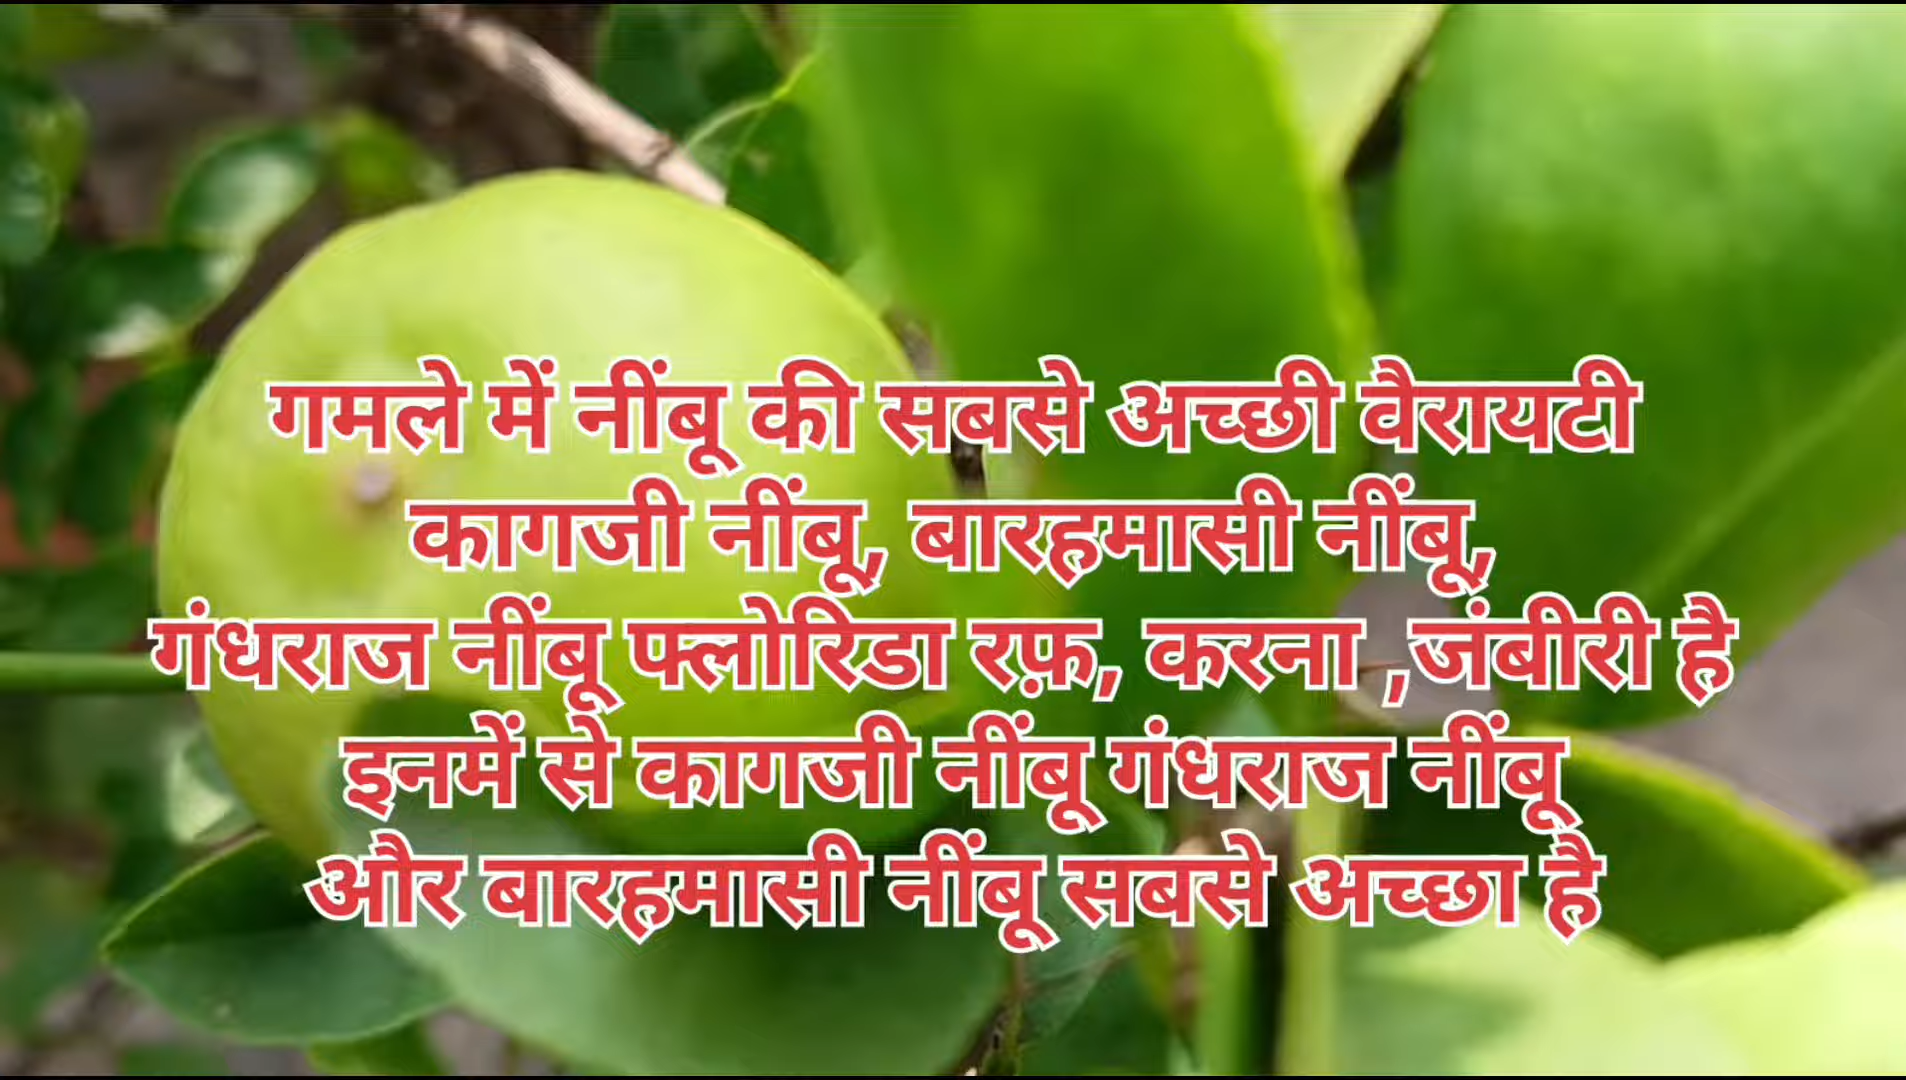 गमले में नींबू की सबसे अच्छी वैरायटी
कागजी नींबू, बारहमासी नींबू,
गंधराज नींबू फ्लोरिडा रफ़, करना ,जंबीरी है
इनमें से कागजी नींबू गंधराज नींबू
और बारहमासी नींबू सबसे अच्छा है